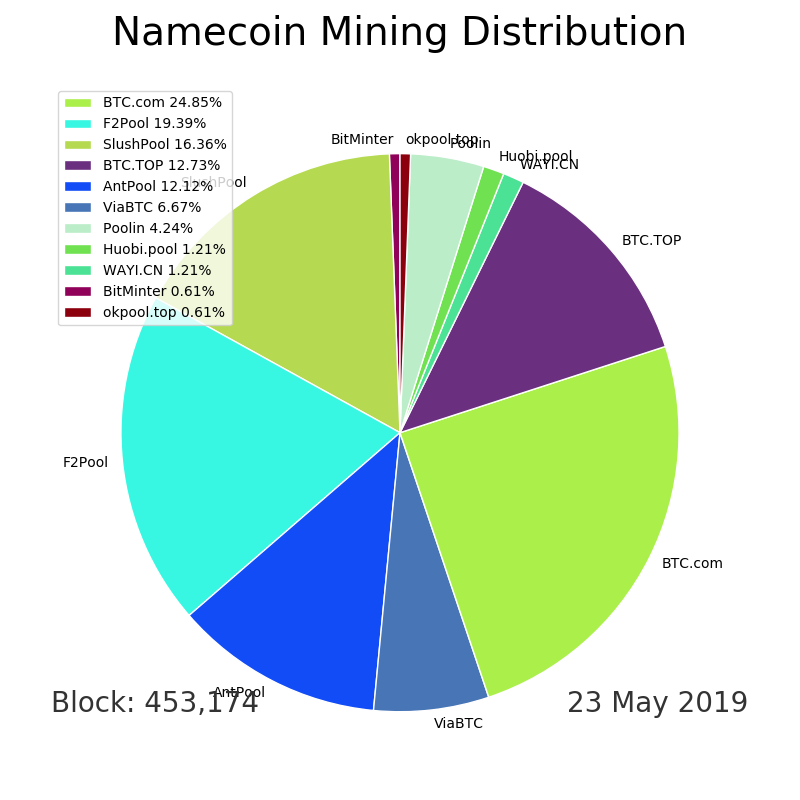 Namecoin Mining Distribution
BTC.com 24.85%
F2Pool 19.39%
SlushPool 16.36%
BTC.TOP 12.73%
AntPool 12.12%
ViaBTC 6.67%
Poolin 4.24%
Huobi.pool 1.21%
WAYI.CN 1.21%
BitMinter 0.61%
okpool.top 0.61%
BitMinter
okpool.top
Poolin
Huobi.pool
WAYI.CN
SlushPool
BTC.TOP
F2Pool
BTC.com
AntPool
ViaBTC
Block: 453,174
23 May 2019